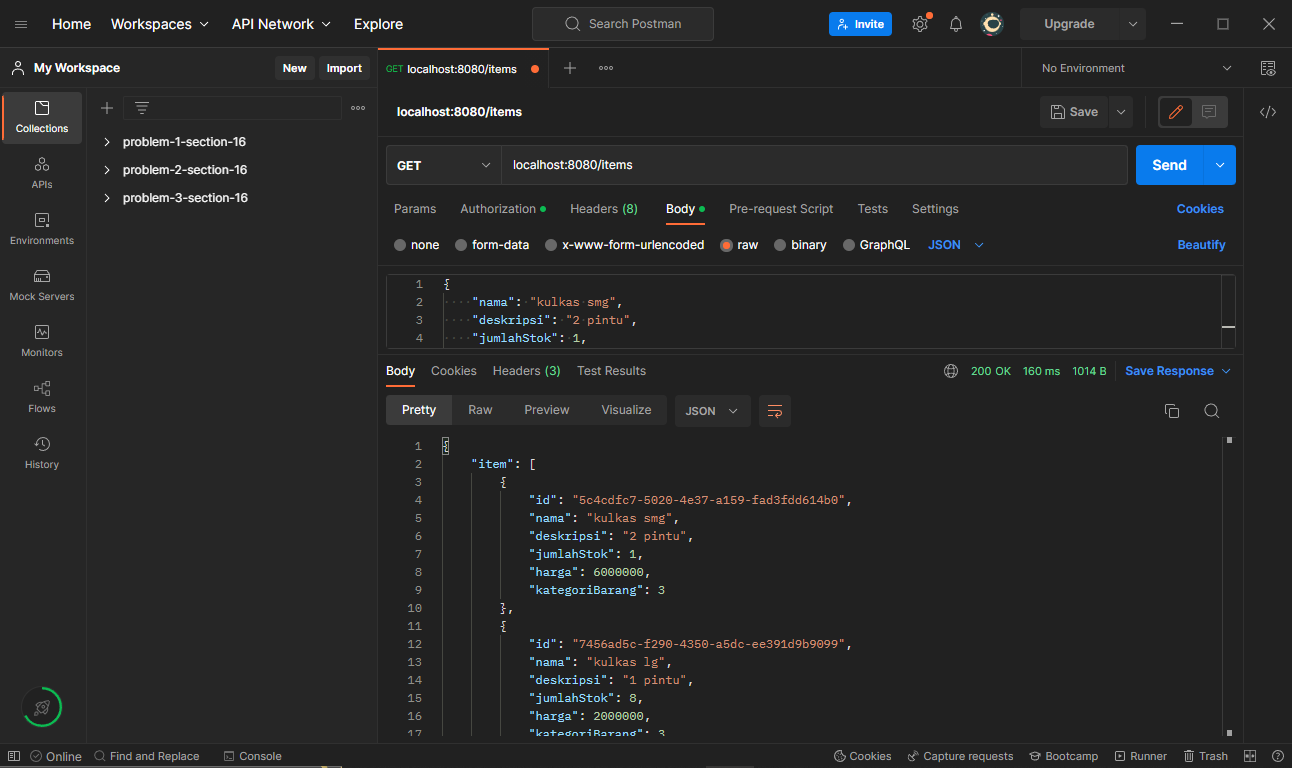 Home Workspaces API Network Explore Search Postman Invite Upgrade
My Workspace New Import GET localhost:8080/items No Environment
Collections
APIs
Environments
Mock Servers
Monitors
Flows
History
problem-1-section-16
problem-2-section-16
problem-3-section-16
localhost:8080/items Save
GET localhost:8080/items Send
Params Authorization Headers (8) Body Pre-request Script Tests Settings Cookies
none form-data x-www-form-urlencoded raw binary GraphQL JSON Beautify
1 {
2 "nama": "kulkas smg",
3 "deskripsi": "2 pintu",
4 "jumlahStok": 1,
Body Cookies Headers (3) Test Results 200 OK 160 ms 1014 B Save Response
Pretty Raw Preview Visualize JSON
1 {
2 "item": [
3 {
4 "id": "5c4cdfc7-5020-4e37-a159-fad3fdd614b0",
5 "nama": "kulkas smg",
6 "deskripsi": "2 pintu",
7 "jumlahStok": 1,
8 "harga": 6000000,
9 "kategoriBarang": 3
10 },
11 {
12 "id": "7456ad5c-f290-4350-a5dc-ee391d9b9099",
13 "nama": "kulkas lg",
14 "deskripsi": "1 pintu",
15 "jumlahStok": 8,
16 "harga": 2000000,
17 "kategoriBarang": 3
Online Find and Replace Console Cookies Capture requests Bootcamp Runner Trash